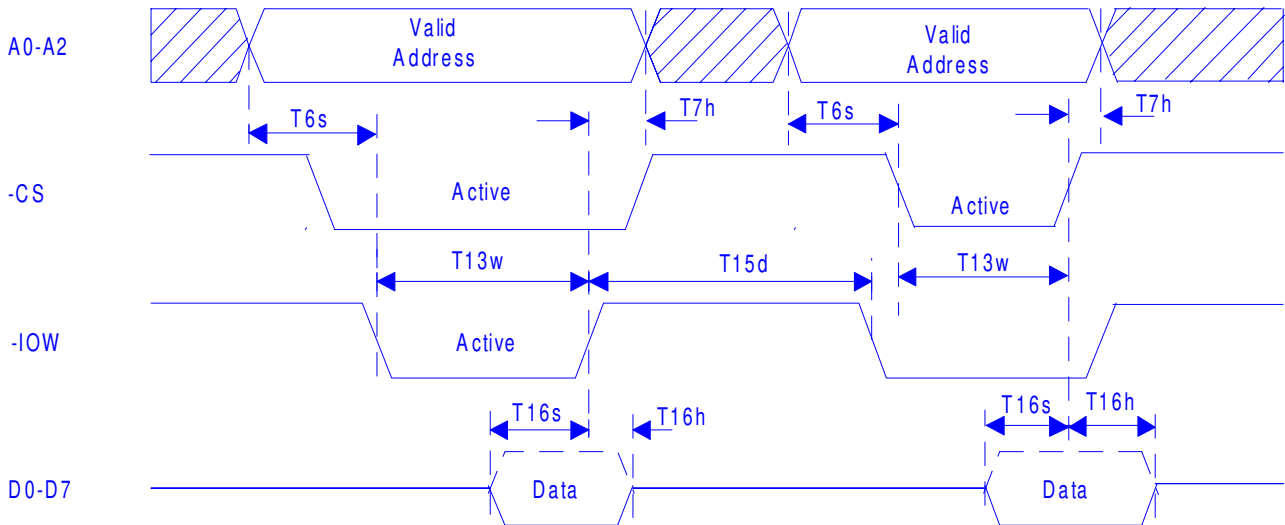 A0-A2
Valid
Address
Valid
Address
T6s
T7h
T6s
T7h
-CS
Active
Active
T13w
T15d
T13w
-IOW
Active
T16s
T16h
T16s
T16h
D0-D7
Data
Data